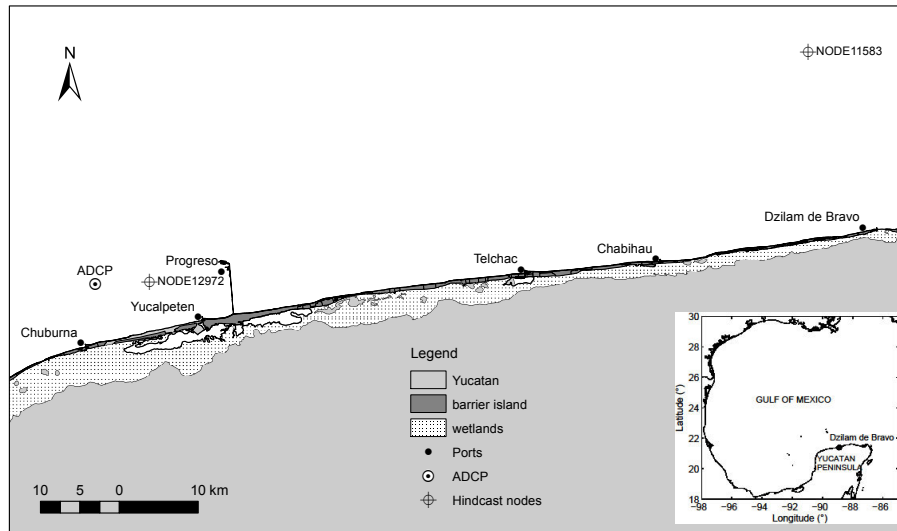 N
NODE11583
Dzilam de Bravo
Chabihau
Telchac
Progreso
ADCP
NODE12972
Yucalpeten
Chuburna
Legend
Yucatan
barrier island
wetlands
Ports
ADCP
Hindcast nodes
10 5 0 10 km
30
28
26
24
22
20
18
Latitude (°)
GULF OF MEXICO
Dzilam de Bravo
YUCATAN
PENINSULA
−98 −96 −94 −92 −90 −88 −86
Longitude (°)